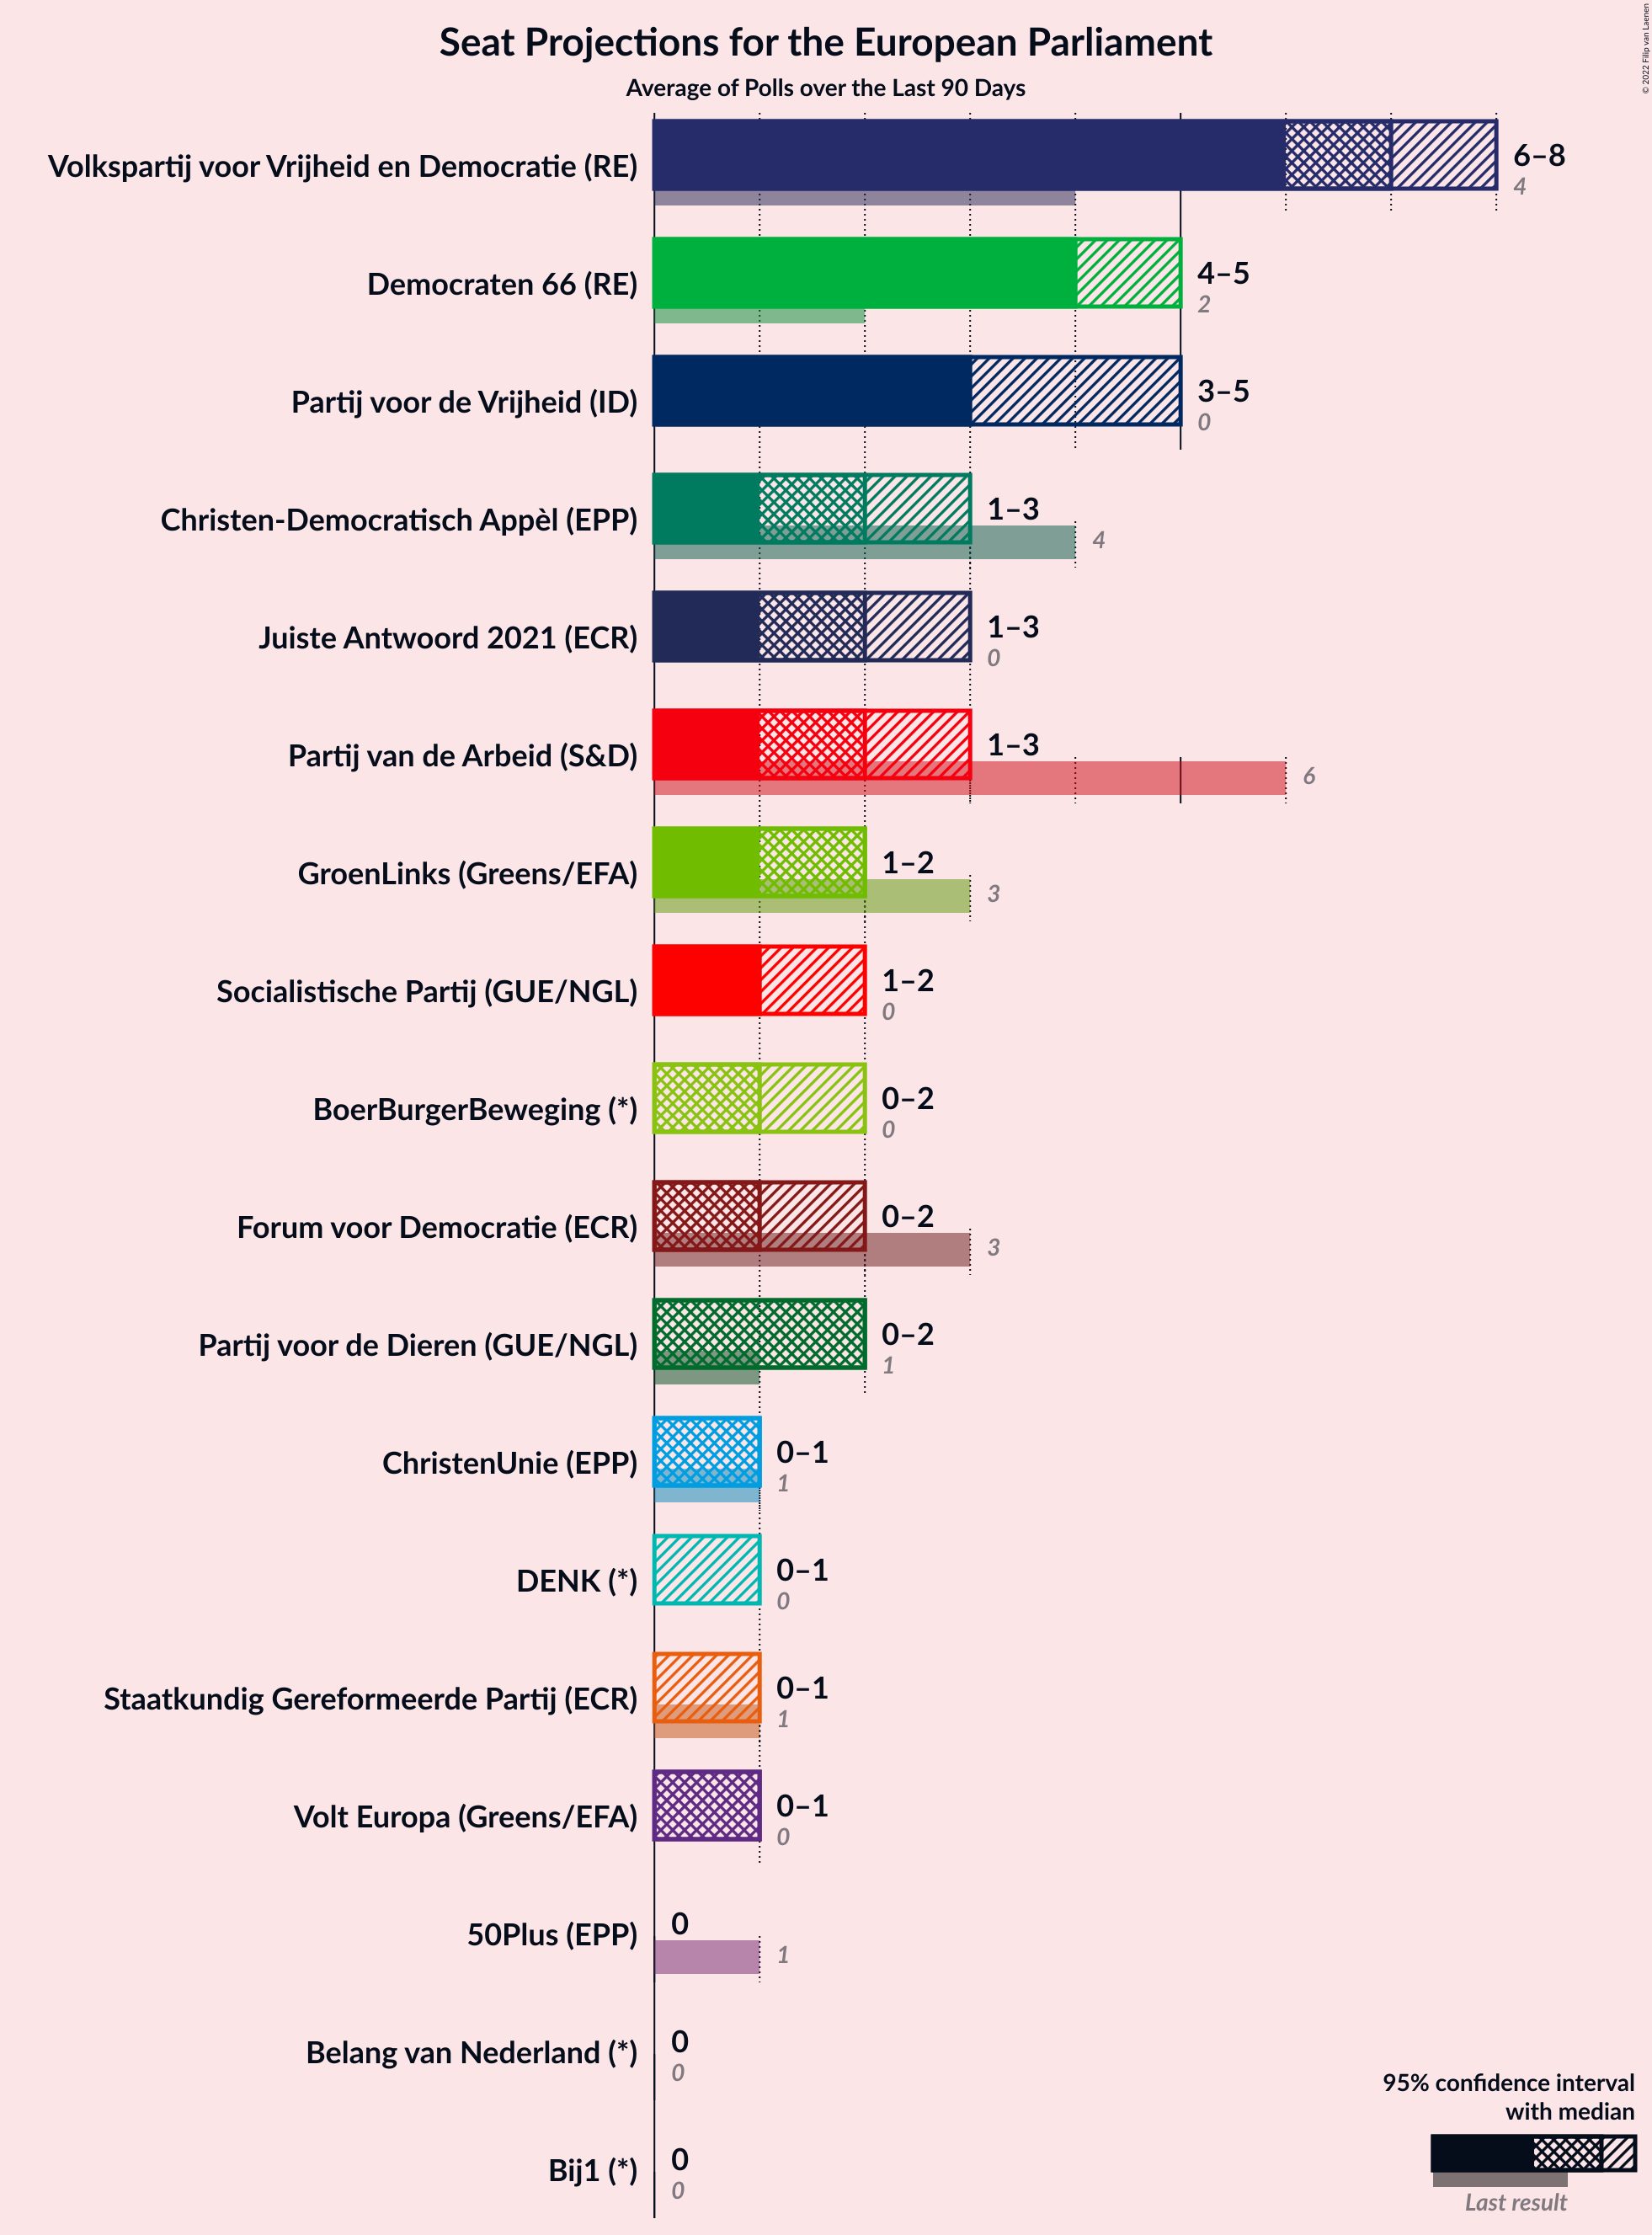 © 2022 Filip van Laenen
Seat Projections for the European Parliament
Average of Polls over the Last 90 Days
Volkspartij voor Vrijheid en Democratie (RE)
6–8
4
Democraten 66 (RE)
4–5
2
Partij voor de Vrijheid (ID)
3–5
0
Christen-Democratisch Appèl (EPP)
1–3
4
Juiste Antwoord 2021 (ECR)
1–3
0
Partij van de Arbeid (S&D)
1–3
6
GroenLinks (Greens/EFA)
1–2
3
Socialistische Partij (GUE/NGL)
1–2
0
BoerBurgerBeweging (*)
0–2
0
Forum voor Democratie (ECR)
0–2
3
Partij voor de Dieren (GUE/NGL)
0–2
1
ChristenUnie (EPP)
0–1
1
DENK (*)
0–1
0
Staatkundig Gereformeerde Partij (ECR)
0–1
1
Volt Europa (Greens/EFA)
0–1
0
50Plus (EPP)
0
1
Belang van Nederland (*)
0
0
Bij1 (*)
0
0
95% confidence interval
with median
Last result